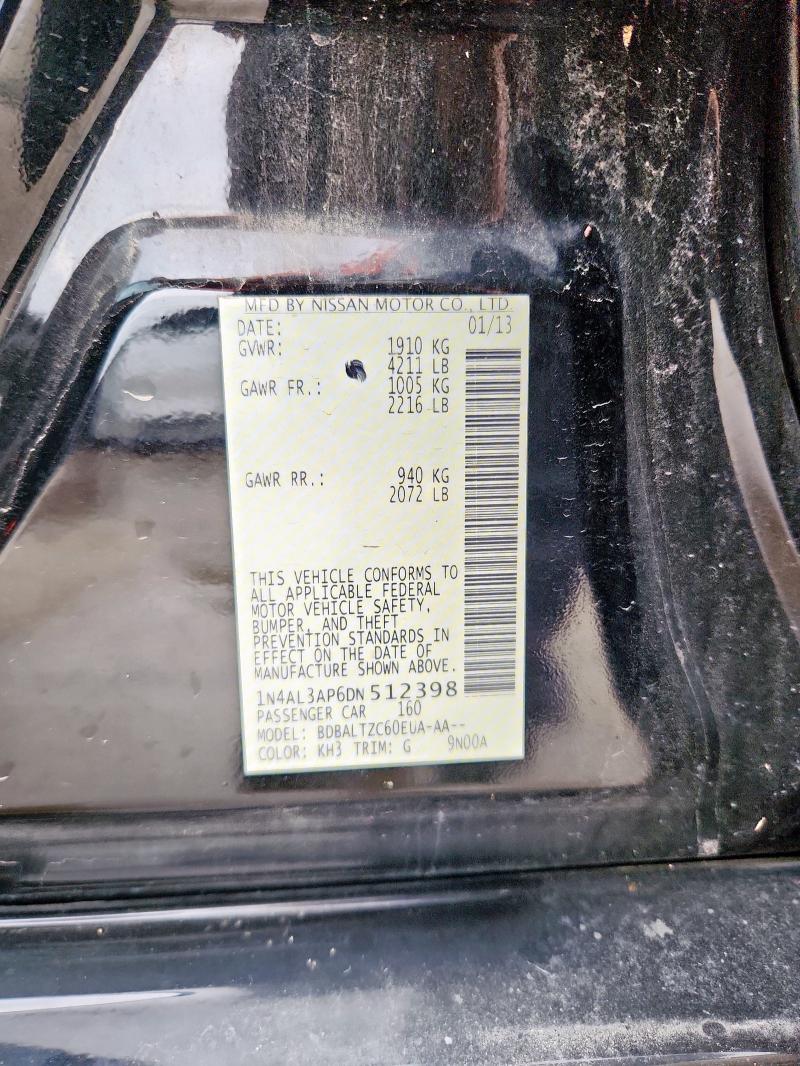 MFD BY NISSAN MOTOR CO., LTD.
DATE: 01/13
GVWR: 1910 KG
4211 LB
GAWR FR.: 1005 KG
2216 LB
GAWR RR.: 940 KG
2072 LB
THIS VEHICLE CONFORMS TO
ALL APPLICABLE FEDERAL
MOTOR VEHICLE SAFETY,
BUMPER, AND THEFT
PREVENTION STANDARDS IN
EFFECT ON THE DATE OF
MANUFACTURE SHOWN ABOVE.
1N4AL3AP6DN512398
PASSENGER CAR 160
MODEL: BDBALTZC60EUA-AA--
COLOR: KH3 TRIM: G 9N00A